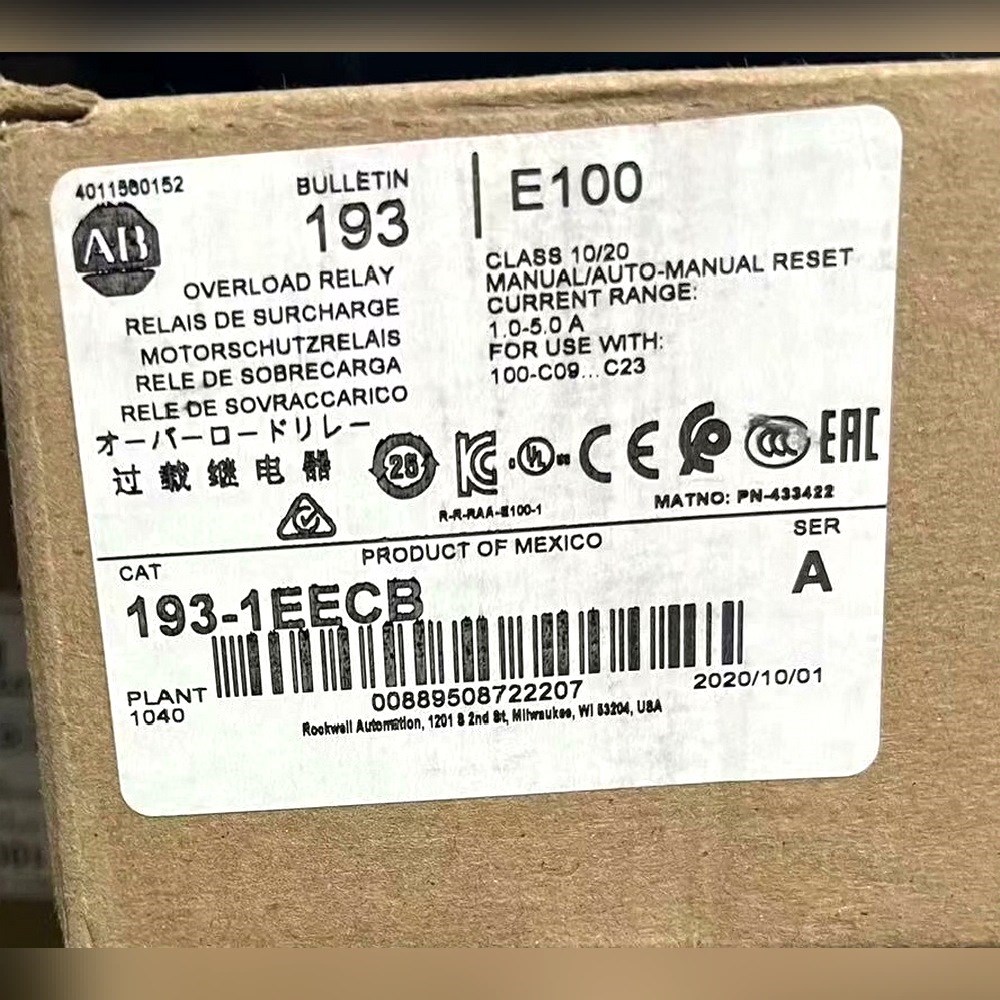 4011580152
BULLETIN
193
E100
AB
OVERLOAD RELAY
RELAIS DE SURCHARGE
MOTORSCHUTZRELAIS
RELE DE SOBRECARGA
RELE DE SOVRACCARICO
オーバーロードリレー
过载继电器
CLASS 10/20
MANUAL/AUTO-MANUAL RESET
CURRENT RANGE:
1.0-5.0 A
FOR USE WITH:
100-C09...C23
25
UL
CE
CCC
EAC
R-R-RAA-E100-1
MATNO: PN-433422
PRODUCT OF MEXICO
SER
A
CAT
193-1EECB
PLANT
1040
00889508722207
2020/10/01
Rockwell Automation, 1201 S 2nd St, Milwaukee, WI 53204, USA